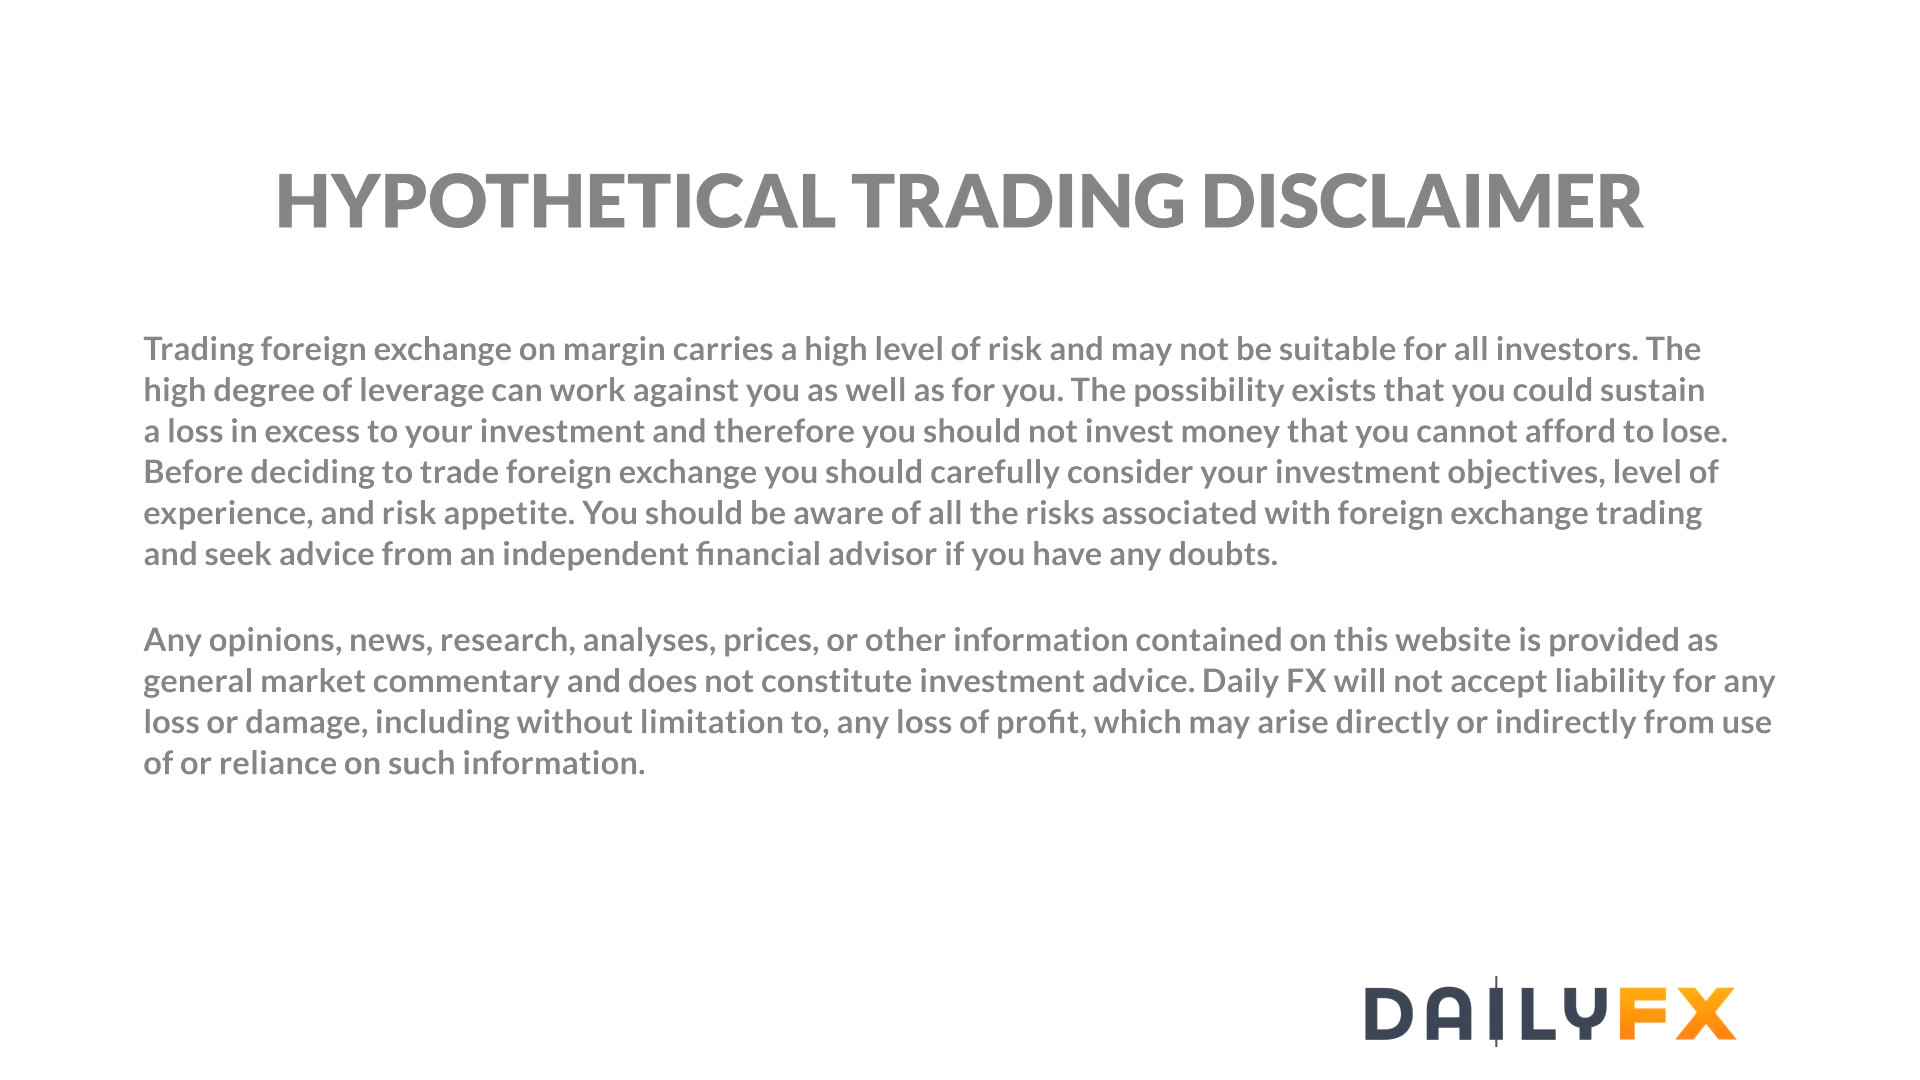 HYPOTHETICAL TRADING DISCLAIMER
Trading foreign exchange on margin carries a high level of risk and may not be suitable for all investors. The
high degree of leverage can work against you as well as for you. The possibility exists that you could sustain
a loss in excess to your investment and therefore you should not invest money that you cannot afford to lose.
Before deciding to trade foreign exchange you should carefully consider your investment objectives, level of
experience, and risk appetite. You should be aware of all the risks associated with foreign exchange trading
and seek advice from an independent financial advisor if you have any doubts.
Any opinions, news, research, analyses, prices, or other information contained on this website is provided as
general market commentary and does not constitute investment advice. Daily FX will not accept liability for any
loss or damage, including without limitation to, any loss of profit, which may arise directly or indirectly from use
of or reliance on such information.
DAILYFX